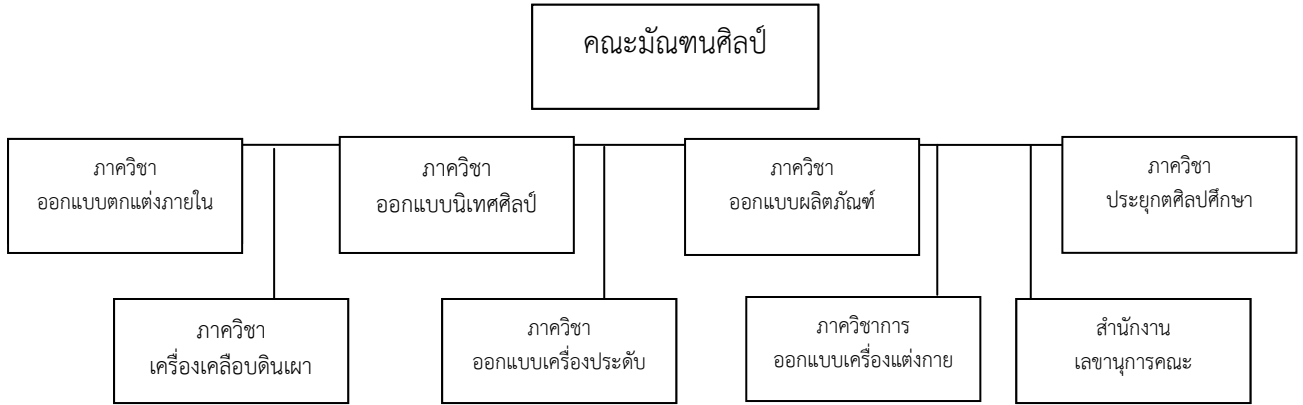 คณะมัณฑนศิลป์
ภาควิชา
ออกแบบตกแต่งภายใน
ภาควิชา
ออกแบบนิเทศศิลป์
ภาควิชา
ออกแบบผลิตภัณฑ์
ภาควิชา
ประยุกตศิลปศึกษา
ภาควิชา
เครื่องเคลือบดินเผา
ภาควิชา
ออกแบบเครื่องประดับ
ภาควิชาการ
ออกแบบเครื่องแต่งกาย
สำนักงาน
เลขานุการคณะ